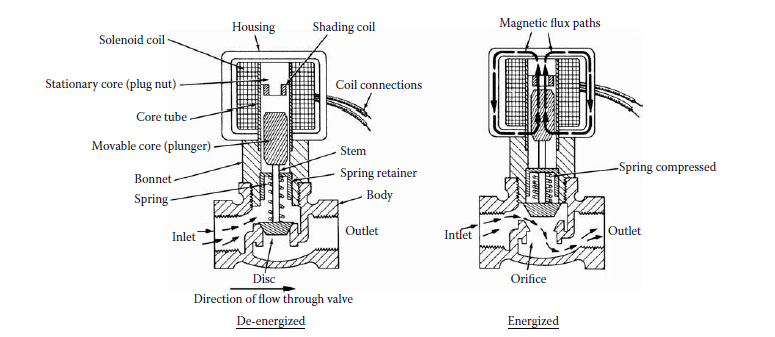 Housing
Shading coil
Solenoid coil
Stationary core (plug nut)
Coil connections
Core tube
Movable core (plunger)
Stem
Spring retainer
Bonnet
Spring
Body
Inlet
Outlet
Disc
Direction of flow through valve
De-energized
Magnetic flux paths
Spring compressed
Intlet
Outlet
Orifice
Energized